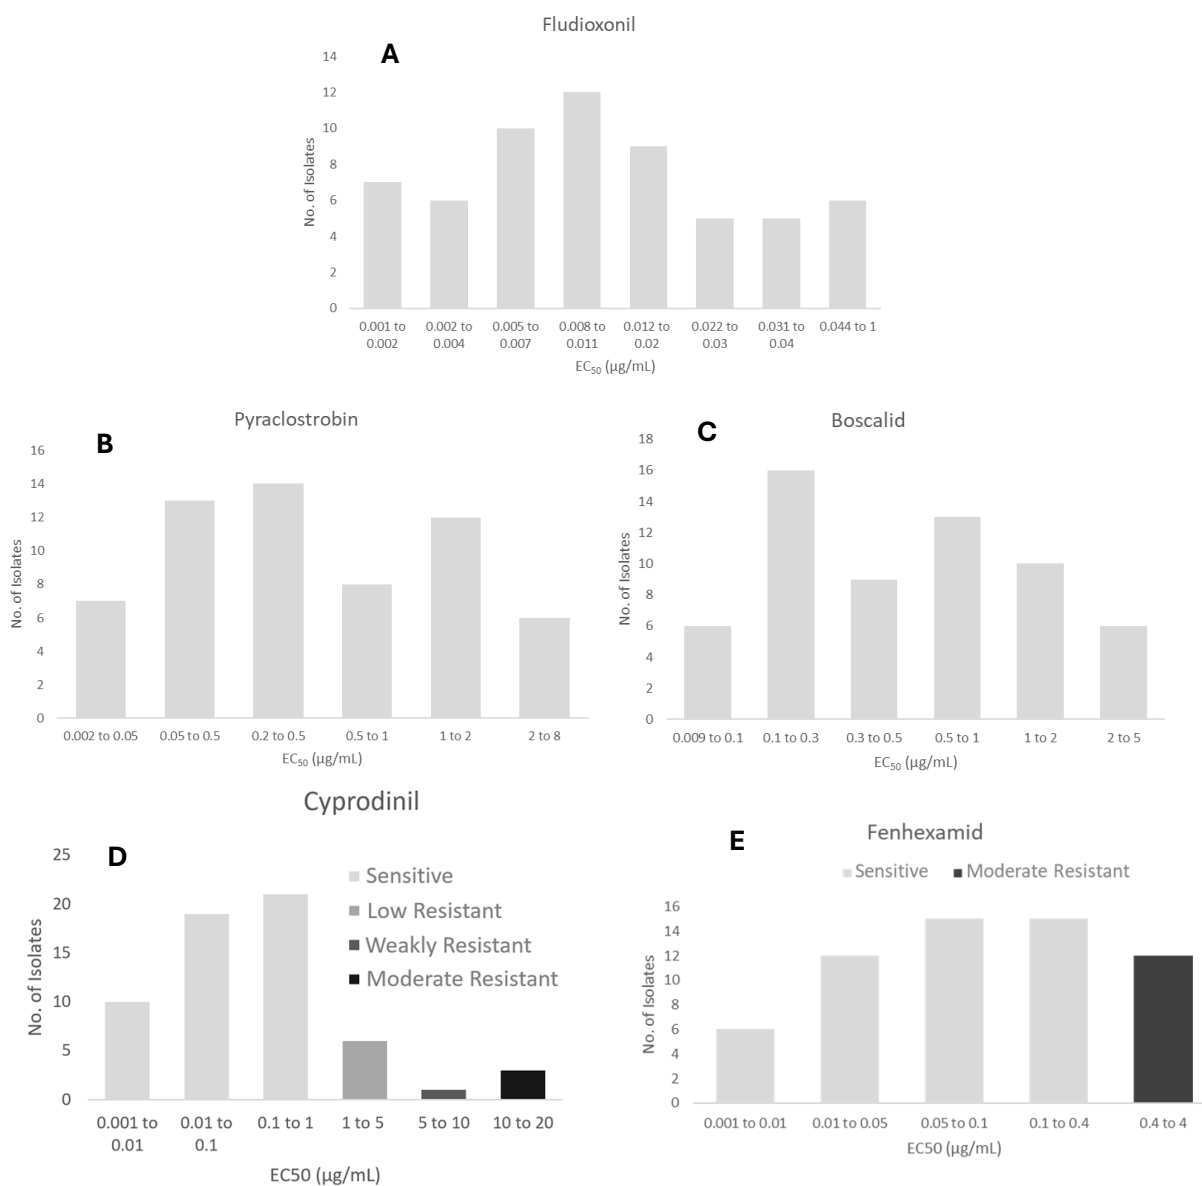 Fludioxonil
A
14
12
10
8
6
4
2
0
No. of Isolates
0.001 to 0.002 0.002 to 0.004 0.005 to 0.007 0.008 to 0.011 0.012 to 0.02 0.022 to 0.03 0.031 to 0.04 0.044 to 1
EC50 (µg/mL)
Pyraclostrobin
B
16
14
12
10
8
6
4
2
0
No. of Isolates
0.002 to 0.05 0.05 to 0.5 0.2 to 0.5 0.5 to 1 1 to 2 2 to 8
EC50 (µg/mL)
Boscalid
C
18
16
14
12
10
8
6
4
2
0
No. of Isolates
0.009 to 0.1 0.1 to 0.3 0.3 to 0.5 0.5 to 1 1 to 2 2 to 5
EC50 (µg/mL)
Cyprodinil
D
25
20
15
10
5
0
No. of Isolates
Sensitive
Low Resistant
Weakly Resistant
Moderate Resistant
0.001 to 0.01 0.01 to 0.1 0.1 to 1 1 to 5 5 to 10 10 to 20
EC50 (µg/mL)
Fenhexamid
E
Sensitive Moderate Resistant
16
14
12
10
8
6
4
2
0
No. of Isolates
0.001 to 0.01 0.01 to 0.05 0.05 to 0.1 0.1 to 0.4 0.4 to 4
EC50 (µg/mL)